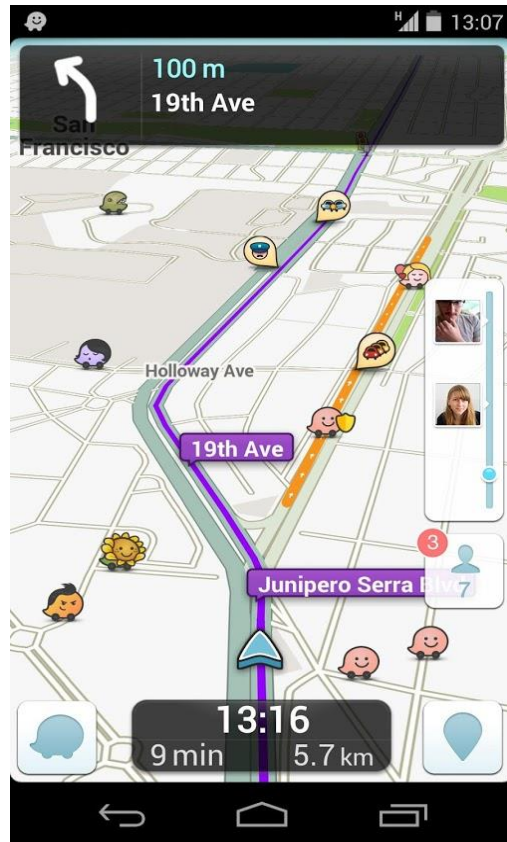 H
13:07
100 m
19th Ave
San
Francisco
Holloway Ave
19th Ave
3
Junipero Serra Blvd
7
13:16
9 min 5.7 km